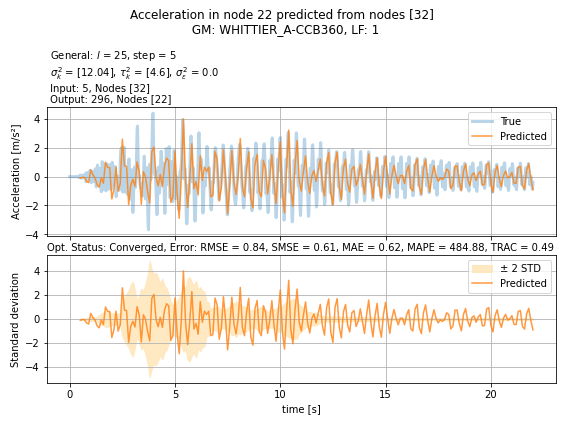 Acceleration in node 22 predicted from nodes [32]
GM: WHITTIER_A-CCB360, LF: 1
General: l = 25, step = 5
σ²ₖ = [12.04], τ²ₖ = [4.6], σ²_ε = 0.0
Input: 5, Nodes [32]
Output: 296, Nodes [22]
Acceleration [m/s²]
4
2
0
−2
−4
True
Predicted
Opt. Status: Converged, Error: RMSE = 0.84, SMSE = 0.61, MAE = 0.62, MAPE = 484.88, TRAC = 0.49
Standard deviation
4
2
0
−2
−4
± 2 STD
Predicted
0 5 10 15 20
time [s]